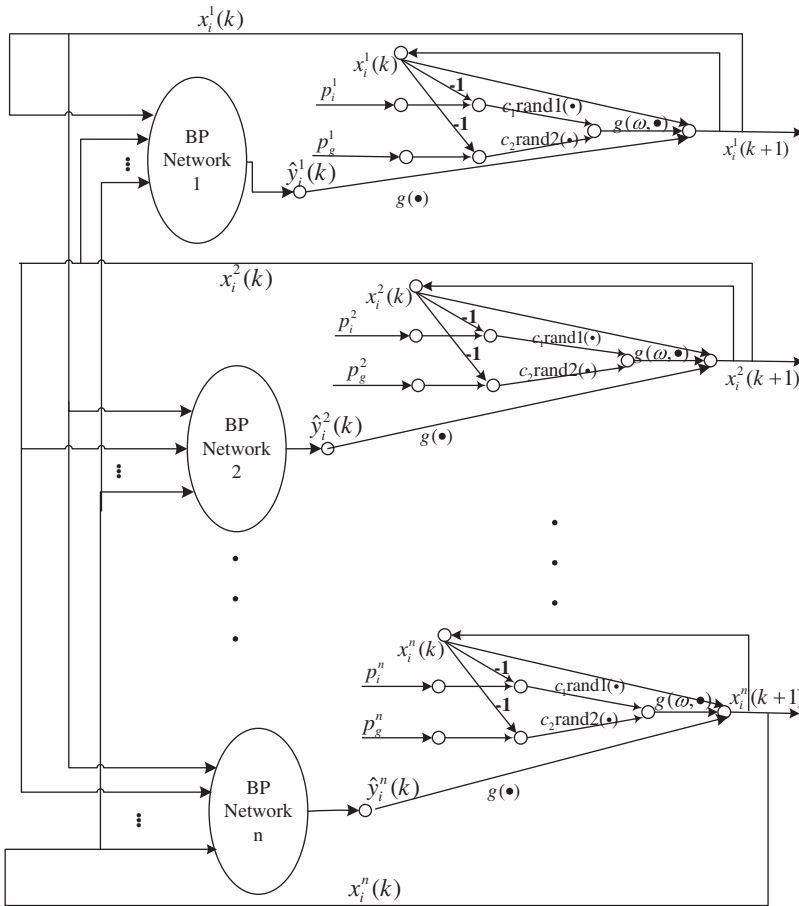 x_i^1(k)
x_i^1(k)
-1
p_i^1
c_1rand1(•)
-1
g(ω,●)
BP
Network
1
p_g^1
c_2rand2(•)
x_i^1(k+1)
ŷ_i^1(k)
g(●)
x_i^2(k)
x_i^2(k)
-1
p_i^2
c_1rand1(•)
-1
g(ω,●)
p_g^2
c_2rand2(•)
x_i^2(k+1)
BP
Network
2
ŷ_i^2(k)
g(●)
x_i^n(k)
-1
p_i^n
c_1rand1(•)
-1
g(ω,●)
x_i^n(k+1)
p_g^n
c_2rand2(•)
BP
Network
n
ŷ_i^n(k)
g(●)
x_i^n(k)